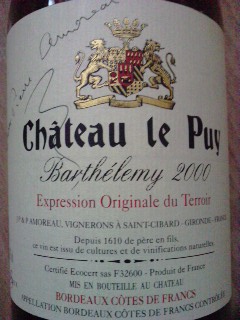 Amoreau
Château le Puy
Barthélemy 2000
Expression Originale du Terroir
J.P & P. AMOREAU, VIGNERONS À SAINT-CIBARD - GIRONDE - FRANCE
Depuis 1610 de père en fils,
ce vin est issu de cultures et de vinifications naturelles.
Certifié Ecocert sas F32600 - Produit de France
MIS EN BOUTEILLE AU CHATEAU
BORDEAUX CÔTES DE FRANCS
APPELLATION BORDEAUX CÔTES DE FRANCS CONTRÔLÉE